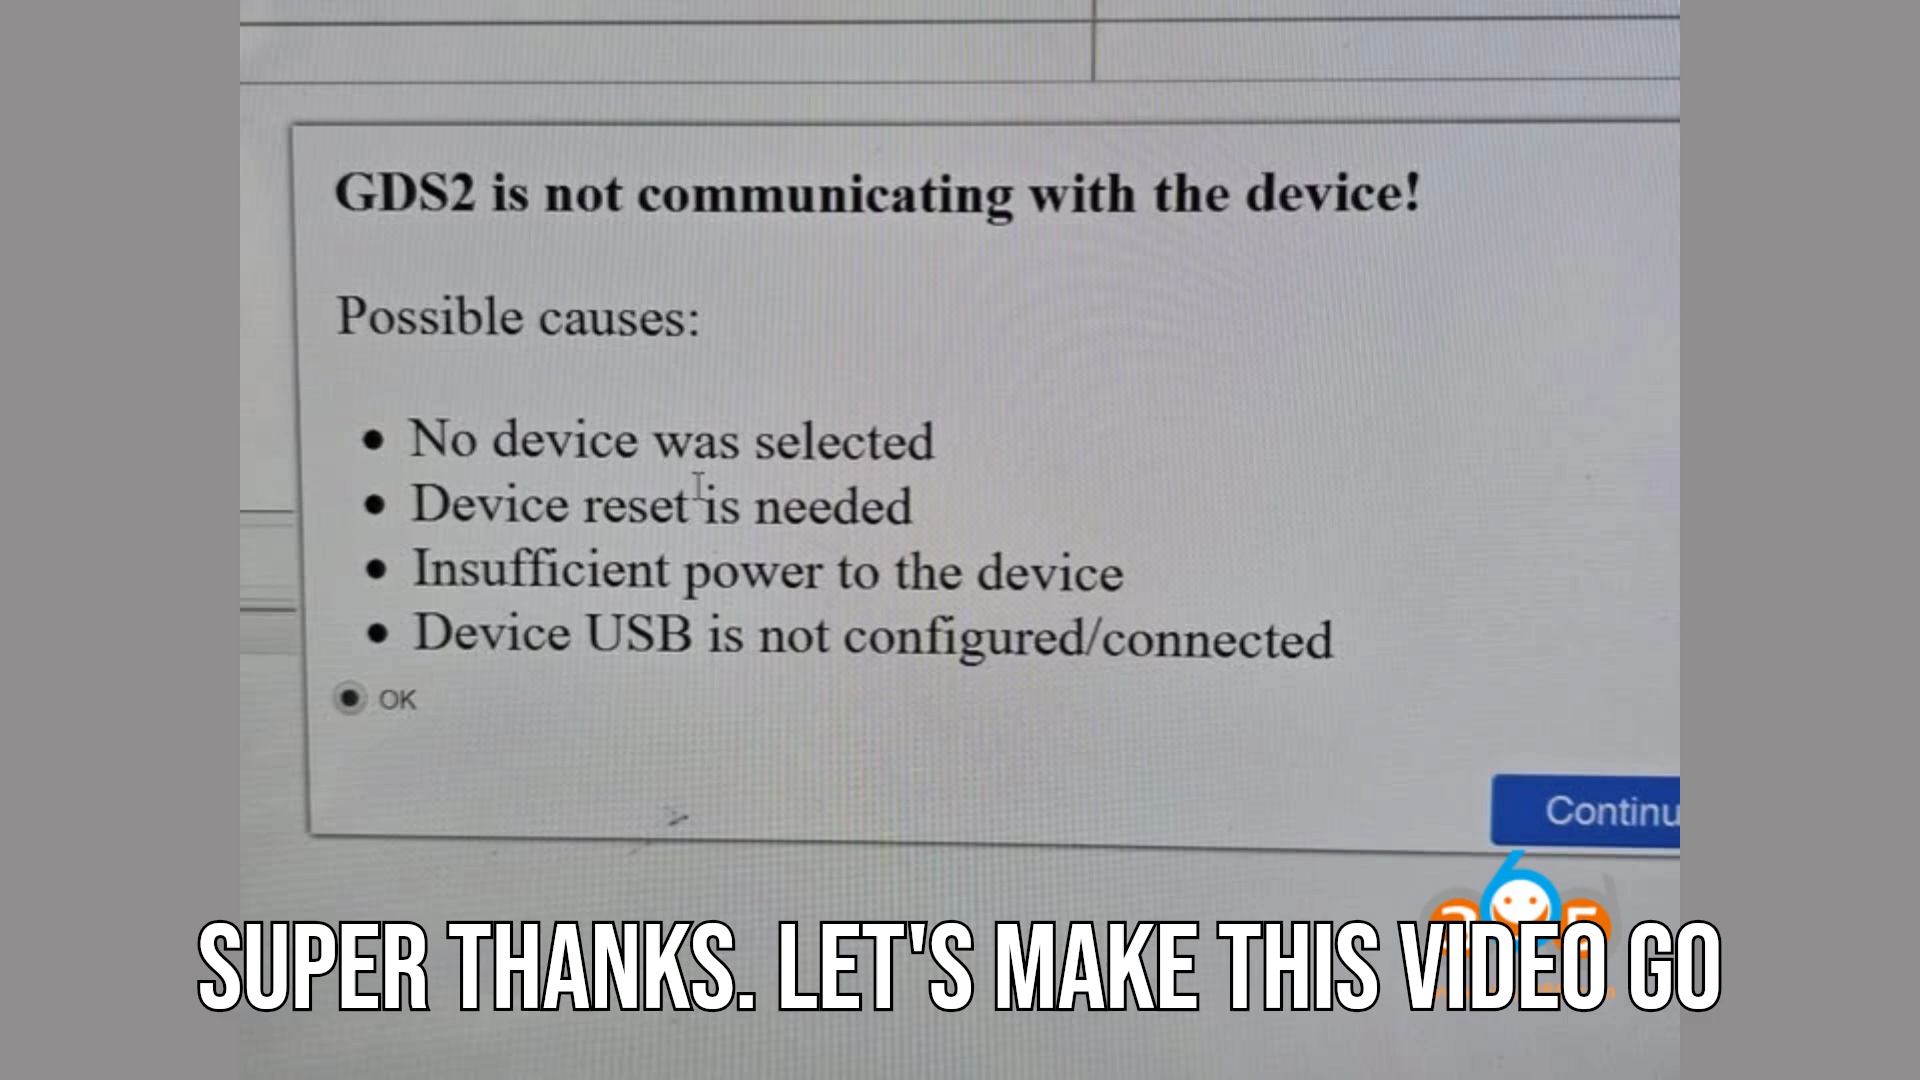 GDS2 is not communicating with the device!
Possible causes:
• No device was selected
• Device reset is needed
• Insufficient power to the device
• Device USB is not configured/connected
OK
Continu
SUPER THANKS. LET'S MAKE THIS VIDEO GO